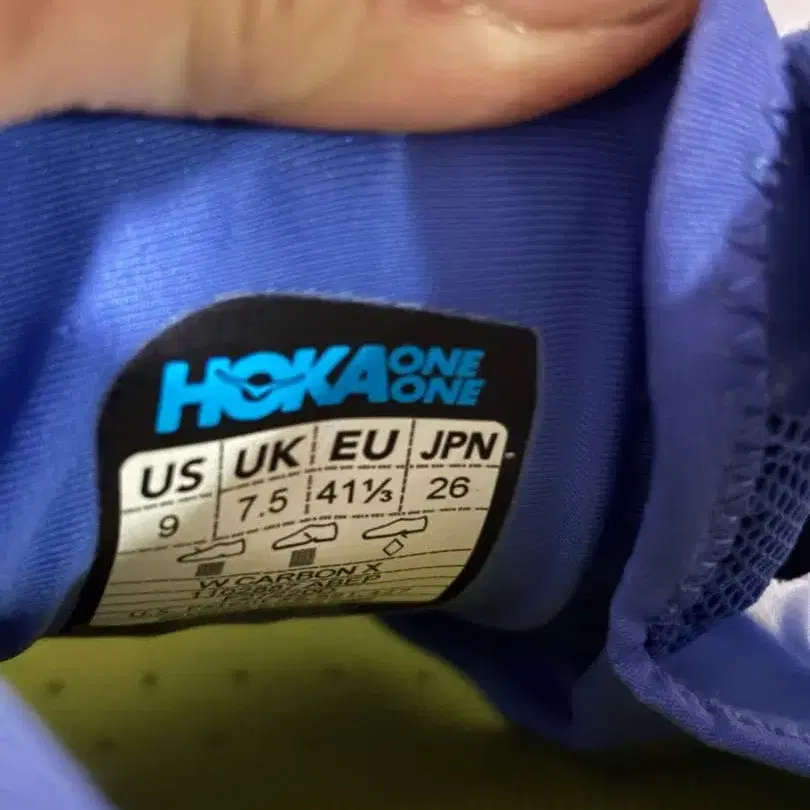 HOKA ONE ONE
US UK EU JPN
9 7.5 41⅓ 26
W CARBON X